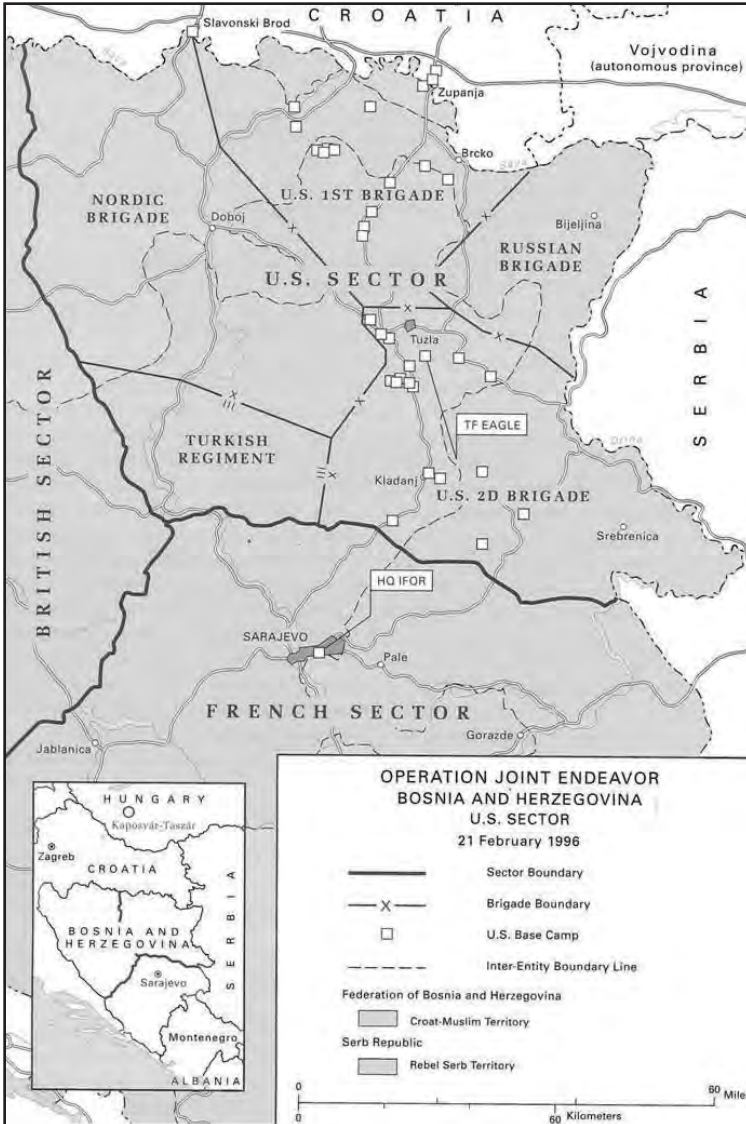 CROATIA
Slavonski Brod
Sava
Vojvodina
(autonomous province)
Zupanja
Brcko
Sava
NORDIC
BRIGADE
Doboj
U.S. 1ST BRIGADE
X
X
Bijeljina
RUSSIAN
BRIGADE
U.S. SECTOR
X
X
Tuzla
SERBIA
BRITISH SECTOR
III
X
X
TF EAGLE
TURKISH
REGIMENT
III
X
Kladanj
U.S. 2D BRIGADE
Drina
Srebrenica
HQ IFOR
SARAJEVO
Pale
FRENCH SECTOR
Gorazde
Jablanica
HUNGARY
Kaposvár-Taszár
Zagreb
CROATIA
SERBIA
BOSNIA AND
HERZEGOVINA
Sarajevo
Montenegro
ALBANIA
OPERATION JOINT ENDEAVOR
BOSNIA AND HERZEGOVINA
U.S. SECTOR
21 February 1996
Sector Boundary
X
Brigade Boundary
U.S. Base Camp
Inter-Entity Boundary Line
Federation of Bosnia and Herzegovina
Croat-Muslim Territory
Serb Republic
Rebel Serb Territory
0
60
Miles
0
60
Kilometers